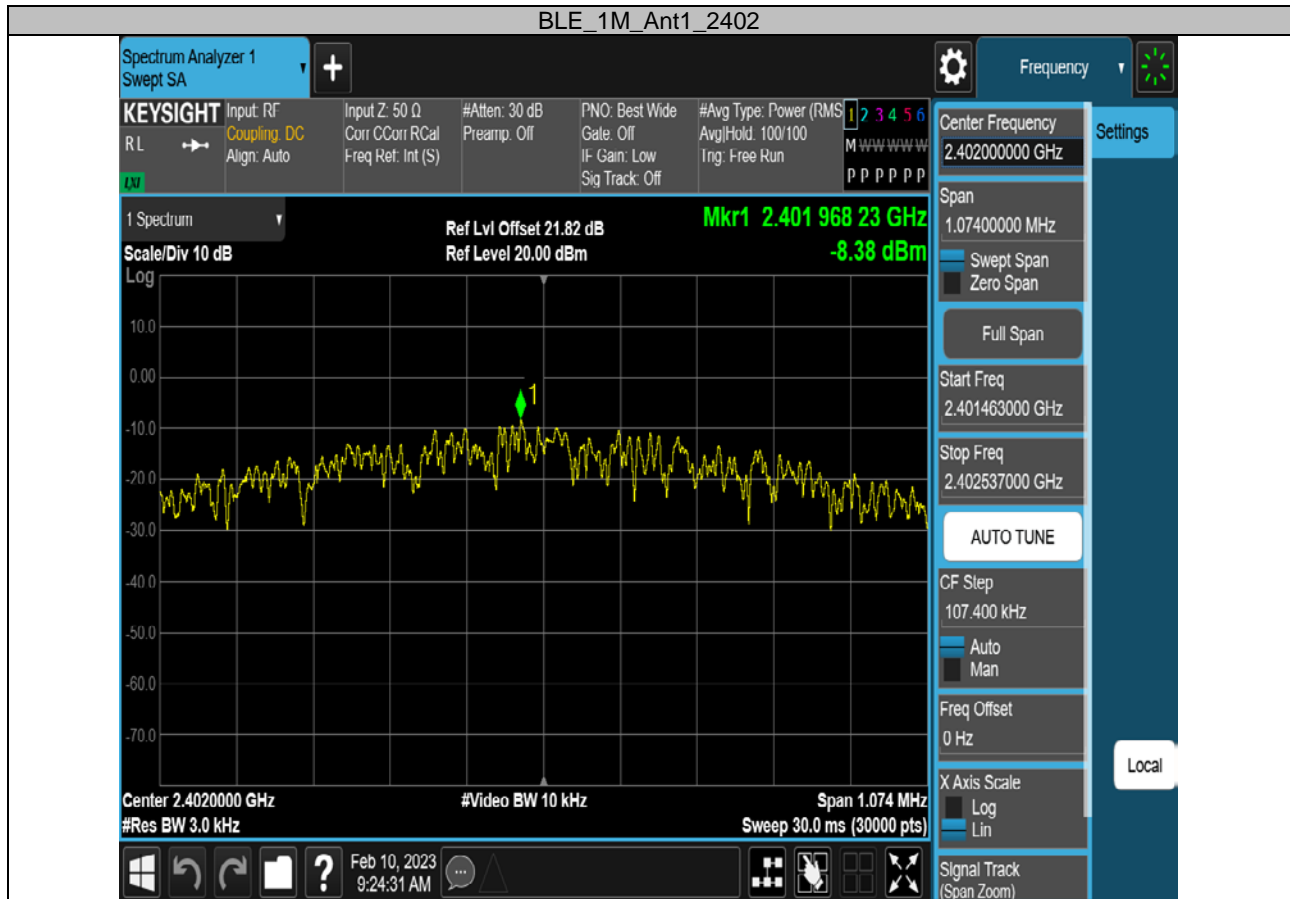 BLE_1M_Ant1_2402
Spectrum Analyzer 1
Swept SA
Frequency
KEYSIGHT
RL
LXI
Input: RF
Coupling: DC
Align: Auto
Input Z: 50 Ω
Corr CCorr RCal
Freq Ref: Int (S)
#Atten: 30 dB
Preamp: Off
PNO: Best Wide
Gate: Off
IF Gain: Low
Sig Track: Off
#Avg Type: Power (RMS
Avg|Hold: 100/100
Trig: Free Run
1 2 3 4 5 6
M W W W W W
P P P P P P
1 Spectrum
Scale/Div 10 dB
Ref Lvl Offset 21.82 dB
Ref Level 20.00 dBm
Mkr1 2.401 968 23 GHz
-8.38 dBm
Log
10.0
0.00
-10.0
-20.0
-30.0
-40.0
-50.0
-60.0
-70.0
1
Center 2.4020000 GHz
#Video BW 10 kHz
Span 1.074 MHz
#Res BW 3.0 kHz
Sweep 30.0 ms (30000 pts)
?
Feb 10, 2023
9:24:31 AM
Center Frequency
2.402000000 GHz
Settings
Span
1.07400000 MHz
Swept Span
Zero Span
Full Span
Start Freq
2.401463000 GHz
Stop Freq
2.402537000 GHz
AUTO TUNE
CF Step
107.400 kHz
Auto
Man
Freq Offset
0 Hz
X Axis Scale
Log
Lin
Local
Signal Track
(Span Zoom)